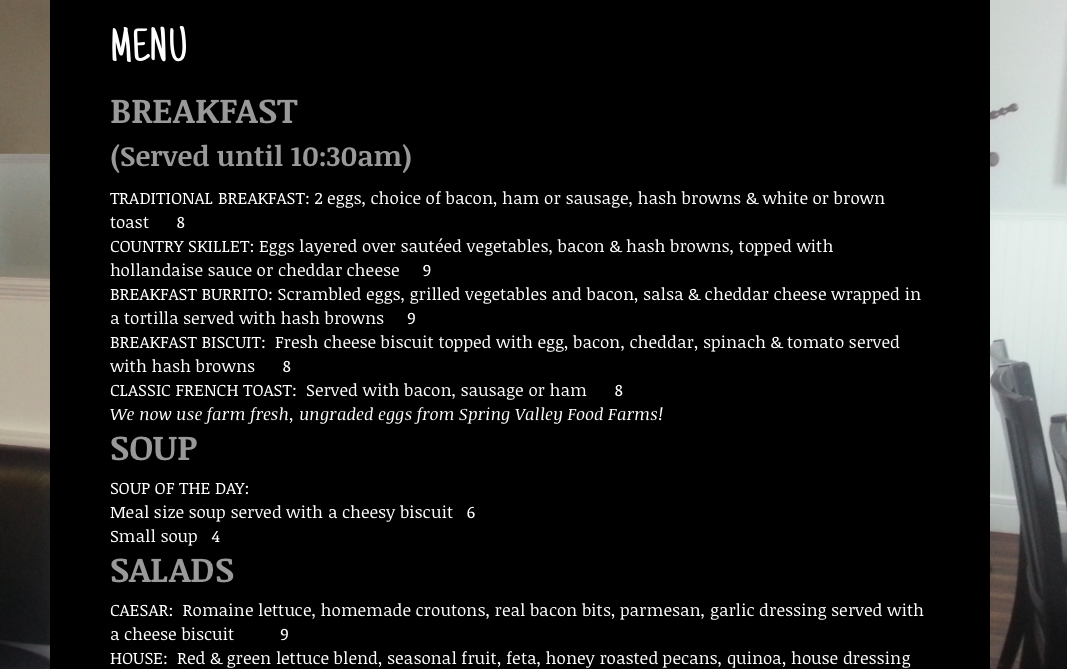 MENU
BREAKFAST
(Served until 10:30am)
TRADITIONAL BREAKFAST: 2 eggs, choice of bacon, ham or sausage, hash browns & white or brown
toast 8
COUNTRY SKILLET: Eggs layered over sautéed vegetables, bacon & hash browns, topped with
hollandaise sauce or cheddar cheese 9
BREAKFAST BURRITO: Scrambled eggs, grilled vegetables and bacon, salsa & cheddar cheese wrapped in
a tortilla served with hash browns 9
BREAKFAST BISCUIT: Fresh cheese biscuit topped with egg, bacon, cheddar, spinach & tomato served
with hash browns 8
CLASSIC FRENCH TOAST: Served with bacon, sausage or ham 8
We now use farm fresh, ungraded eggs from Spring Valley Food Farms!
SOUP
SOUP OF THE DAY:
Meal size soup served with a cheesy biscuit 6
Small soup 4
SALADS
CAESAR: Romaine lettuce, homemade croutons, real bacon bits, parmesan, garlic dressing served with
a cheese biscuit 9
HOUSE: Red & green lettuce blend, seasonal fruit, feta, honey roasted pecans, quinoa, house dressing